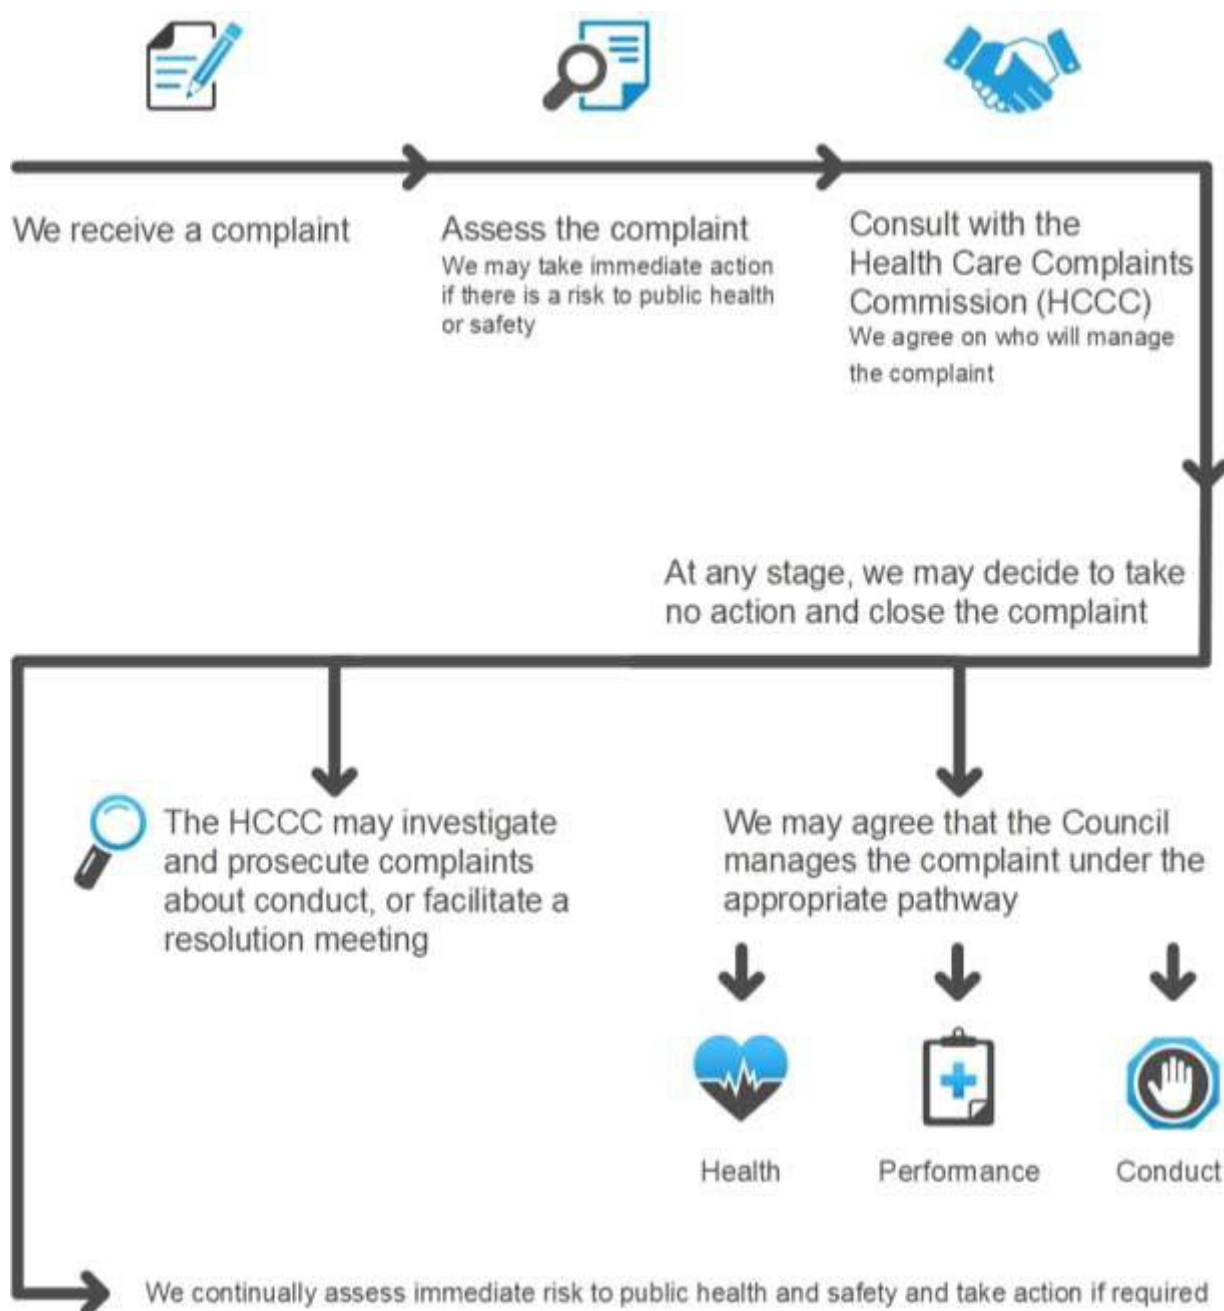 We receive a complaint
Assess the complaint
We may take immediate action
if there is a risk to public health
or safety
Consult with the
Health Care Complaints
Commission (HCCC)
We agree on who will manage
the complaint
At any stage, we may decide to take
no action and close the complaint
The HCCC may investigate
and prosecute complaints
about conduct, or facilitate a
resolution meeting
We may agree that the Council
manages the complaint under the
appropriate pathway
Health
Performance
Conduct
We continually assess immediate risk to public health and safety and take action if required